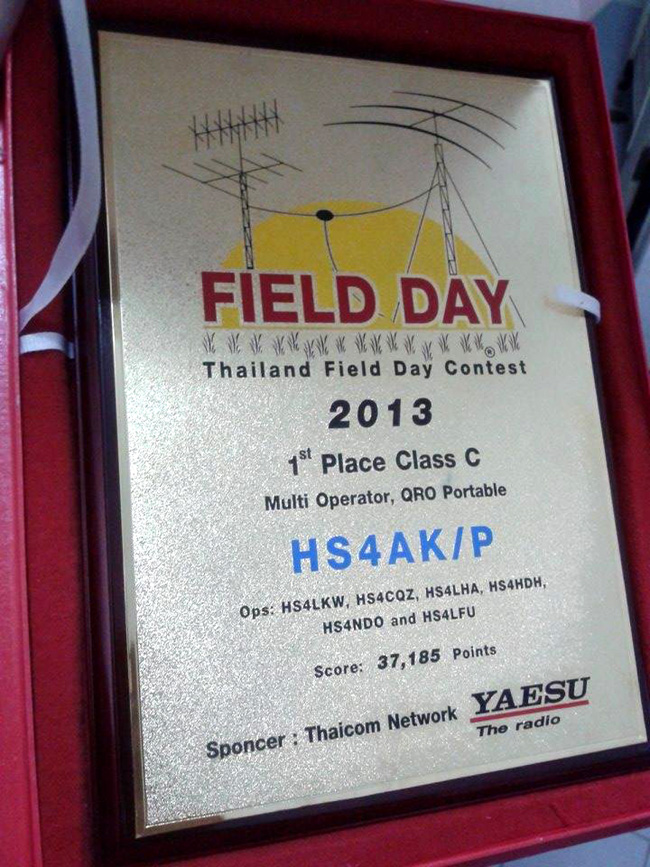 FIELD DAY
®
Thailand Field Day Contest
2013
1st Place Class C
Multi Operator, QRO Portable
HS4AK/P
Ops: HS4LKW, HS4CQZ, HS4LHA, HS4HDH,
HS4NDO and HS4LFU
Score: 37,185 Points
Sponcer : Thaicom Network YAESU
The radio